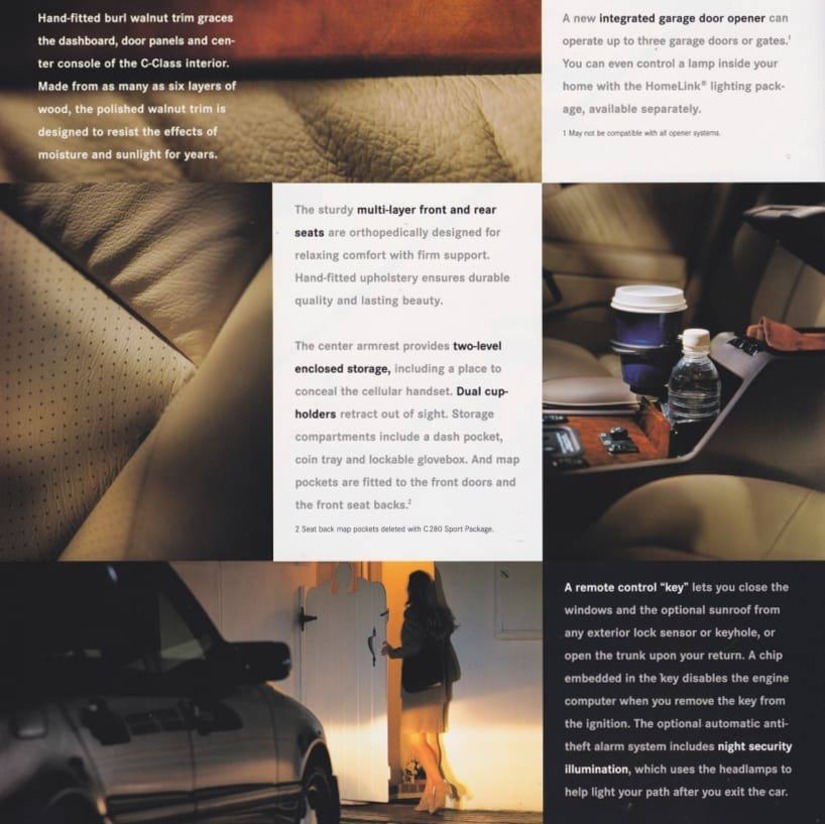 Hand-fitted burl walnut trim graces
the dashboard, door panels and cen-
ter console of the C-Class interior.
Made from as many as six layers of
wood, the polished walnut trim is
designed to resist the effects of
moisture and sunlight for years.
A new integrated garage door opener can
operate up to three garage doors or gates.¹
You can even control a lamp inside your
home with the HomeLink® lighting pack-
age, available separately.
1 May not be compatible with all opener systems.
The sturdy multi-layer front and rear
seats are orthopedically designed for
relaxing comfort with firm support.
Hand-fitted upholstery ensures durable
quality and lasting beauty.
The center armrest provides two-level
enclosed storage, including a place to
conceal the cellular handset. Dual cup-
holders retract out of sight. Storage
compartments include a dash pocket,
coin tray and lockable glovebox. And map
pockets are fitted to the front doors and
the front seat backs.²
2 Seat back map pockets deleted with C280 Sport Package.
A remote control “key” lets you close the
windows and the optional sunroof from
any exterior lock sensor or keyhole, or
open the trunk upon your return. A chip
embedded in the key disables the engine
computer when you remove the key from
the ignition. The optional automatic anti-
theft alarm system includes night security
illumination, which uses the headlamps to
help light your path after you exit the car.